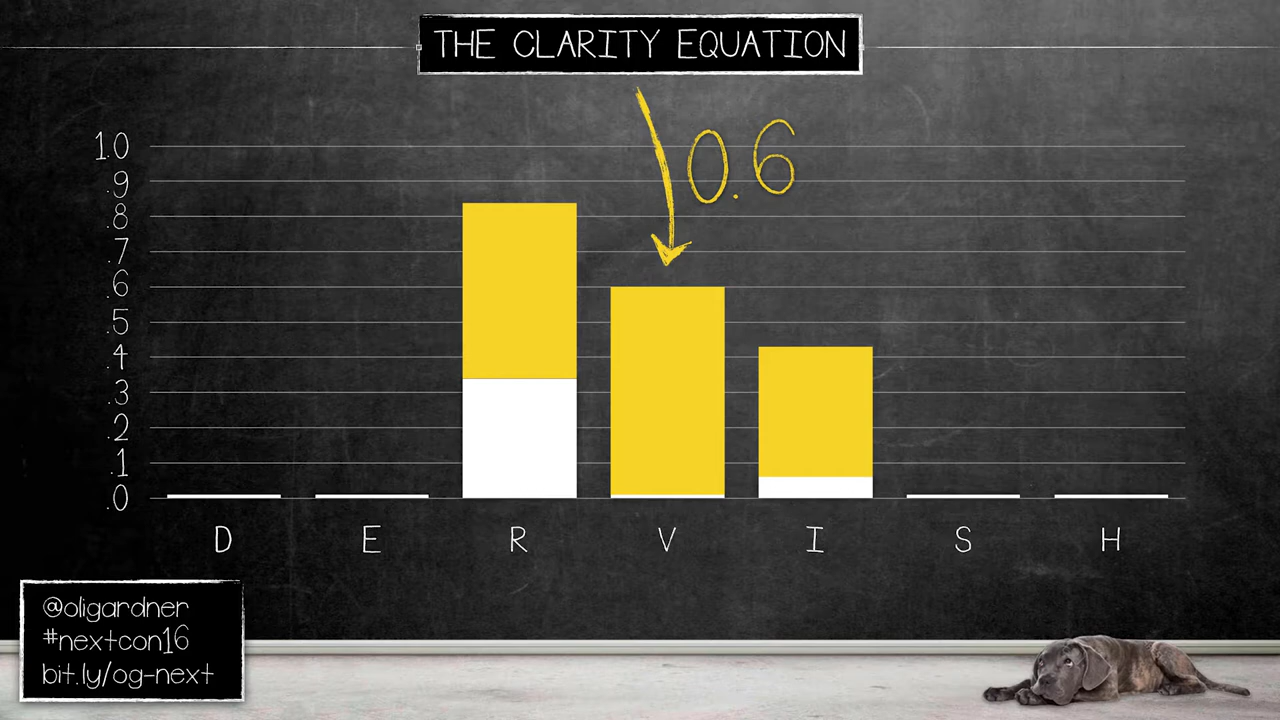 THE CLARITY EQUATION
0.6
1.0
.9
.8
.7
.6
.5
.4
.3
.2
.1
.0
D E R V I S H
@oligardner
#nextcon16
bit.ly/og-next